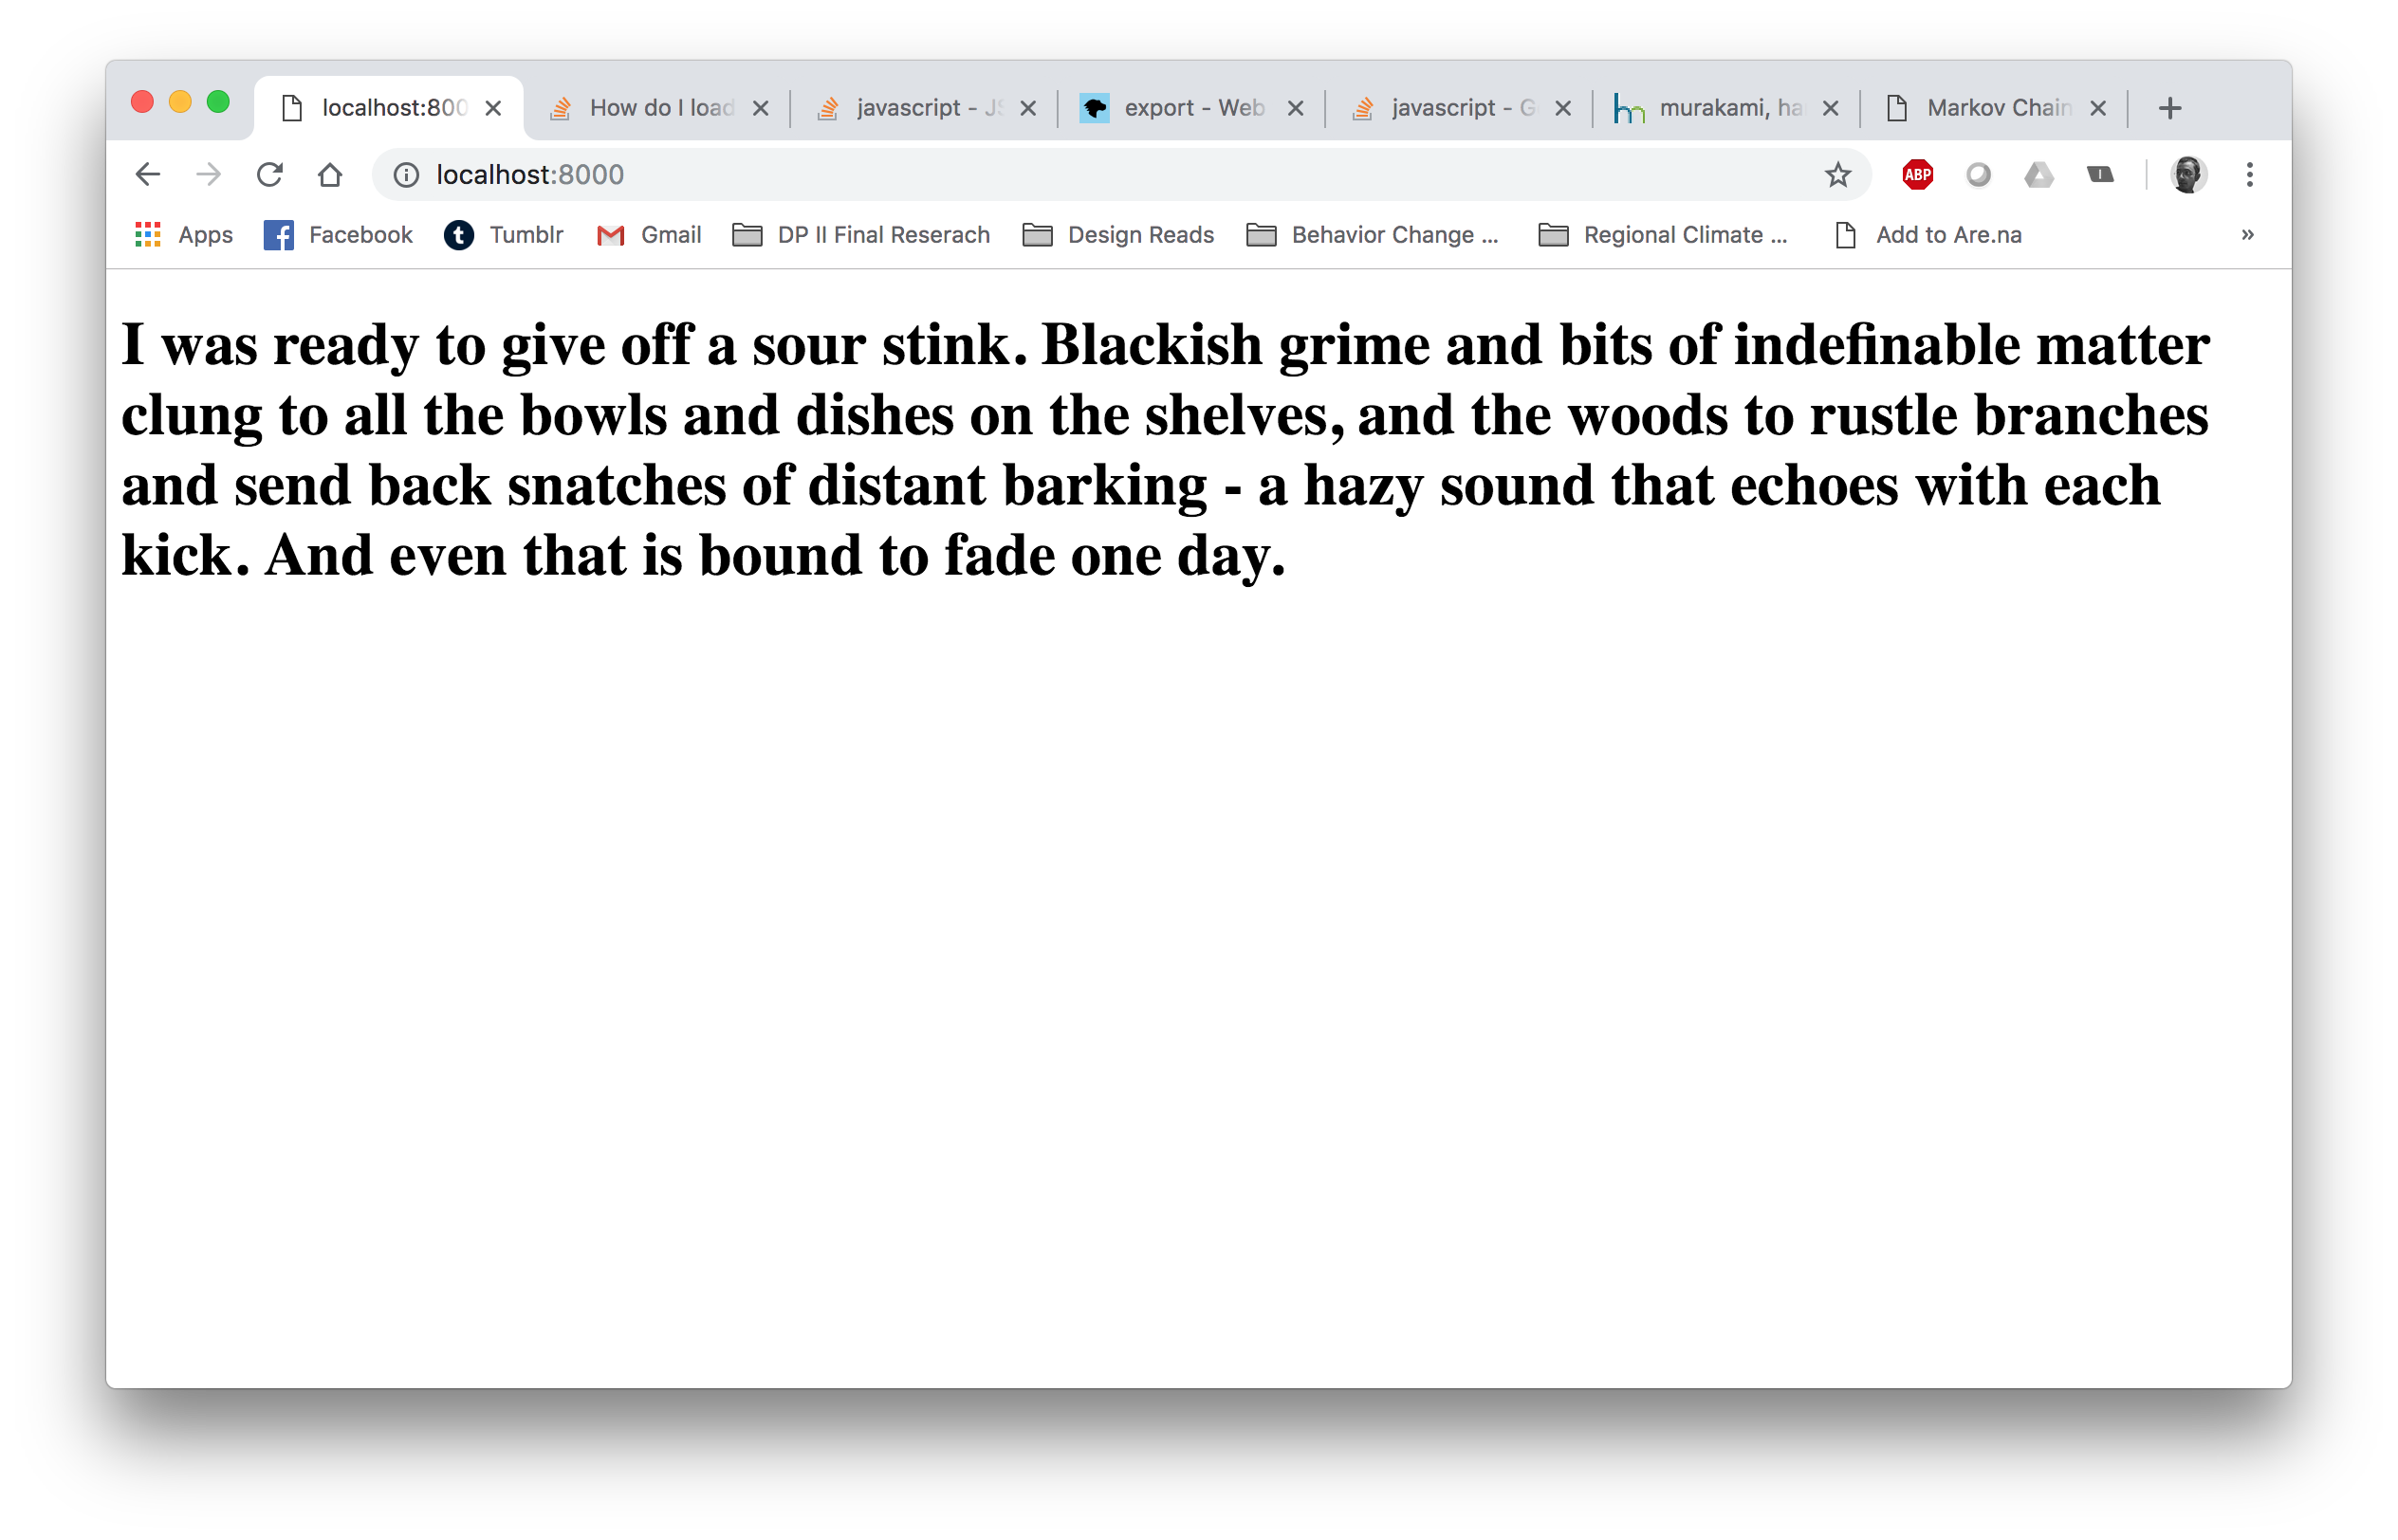 localhost:800
How do I load
javascript - JS
export - Web
javascript - G
murakami, ha
Markov Chain
localhost:8000
ABP
Apps
Facebook
Tumblr
Gmail
DP II Final Reserach
Design Reads
Behavior Change ...
Regional Climate ...
Add to Are.na
»
I was ready to give off a sour stink. Blackish grime and bits of indefinable matter
clung to all the bowls and dishes on the shelves, and the woods to rustle branches
and send back snatches of distant barking - a hazy sound that echoes with each
kick. And even that is bound to fade one day.